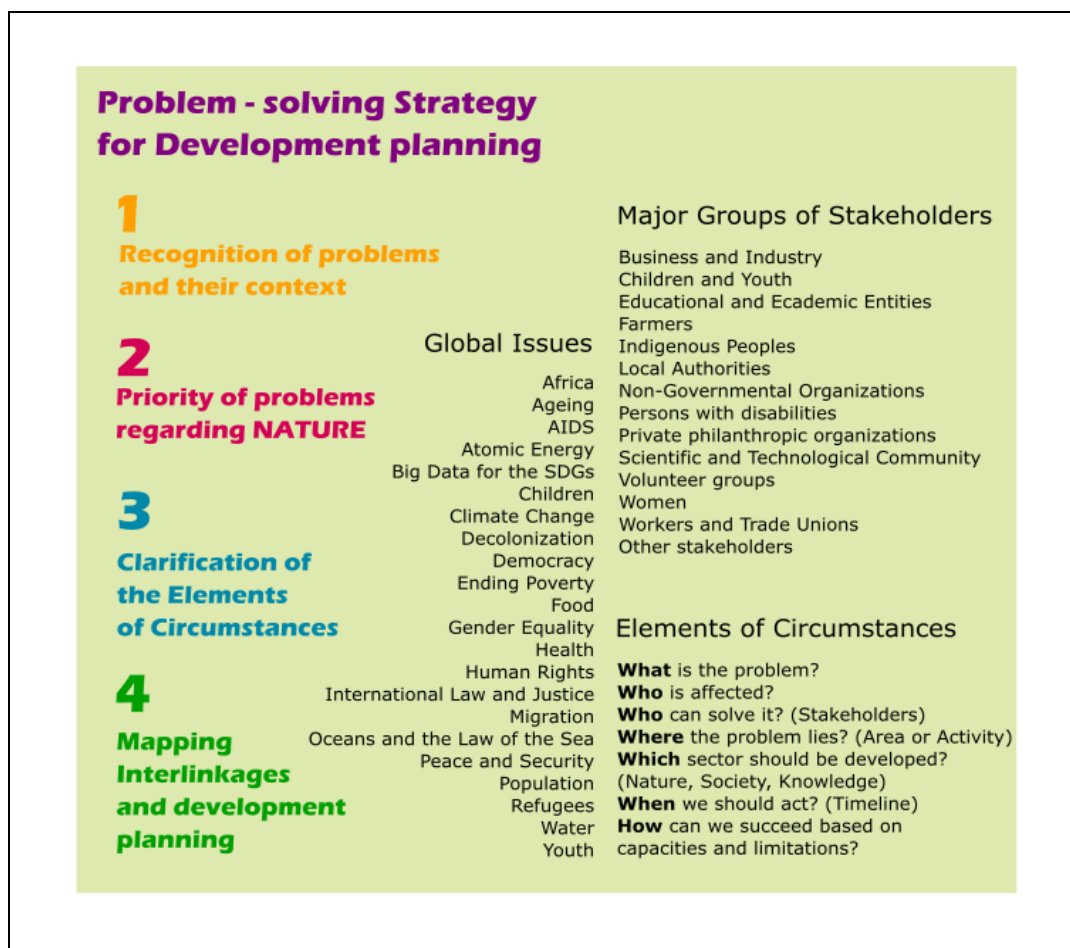 Problem - solving Strategy
for Development planning
1
Recognition of problems
and their context
2
Priority of problems
regarding NATURE
3
Clarification of
the Elements
of Circumstances
4
Mapping
Interlinkages
and development
planning
Global Issues
Africa
Ageing
AIDS
Atomic Energy
Big Data for the SDGs
Children
Climate Change
Decolonization
Democracy
Ending Poverty
Food
Gender Equality
Health
Human Rights
International Law and Justice
Migration
Oceans and the Law of the Sea
Peace and Security
Population
Refugees
Water
Youth
Major Groups of Stakeholders
Business and Industry
Children and Youth
Educational and Ecademic Entities
Farmers
Indigenous Peoples
Local Authorities
Non-Governmental Organizations
Persons with disabilities
Private philanthropic organizations
Scientific and Technological Community
Volunteer groups
Women
Workers and Trade Unions
Other stakeholders
Elements of Circumstances
What is the problem?
Who is affected?
Who can solve it? (Stakeholders)
Where the problem lies? (Area or Activity)
Which sector should be developed?
(Nature, Society, Knowledge)
When we should act? (Timeline)
How can we succeed based on
capacities and limitations?